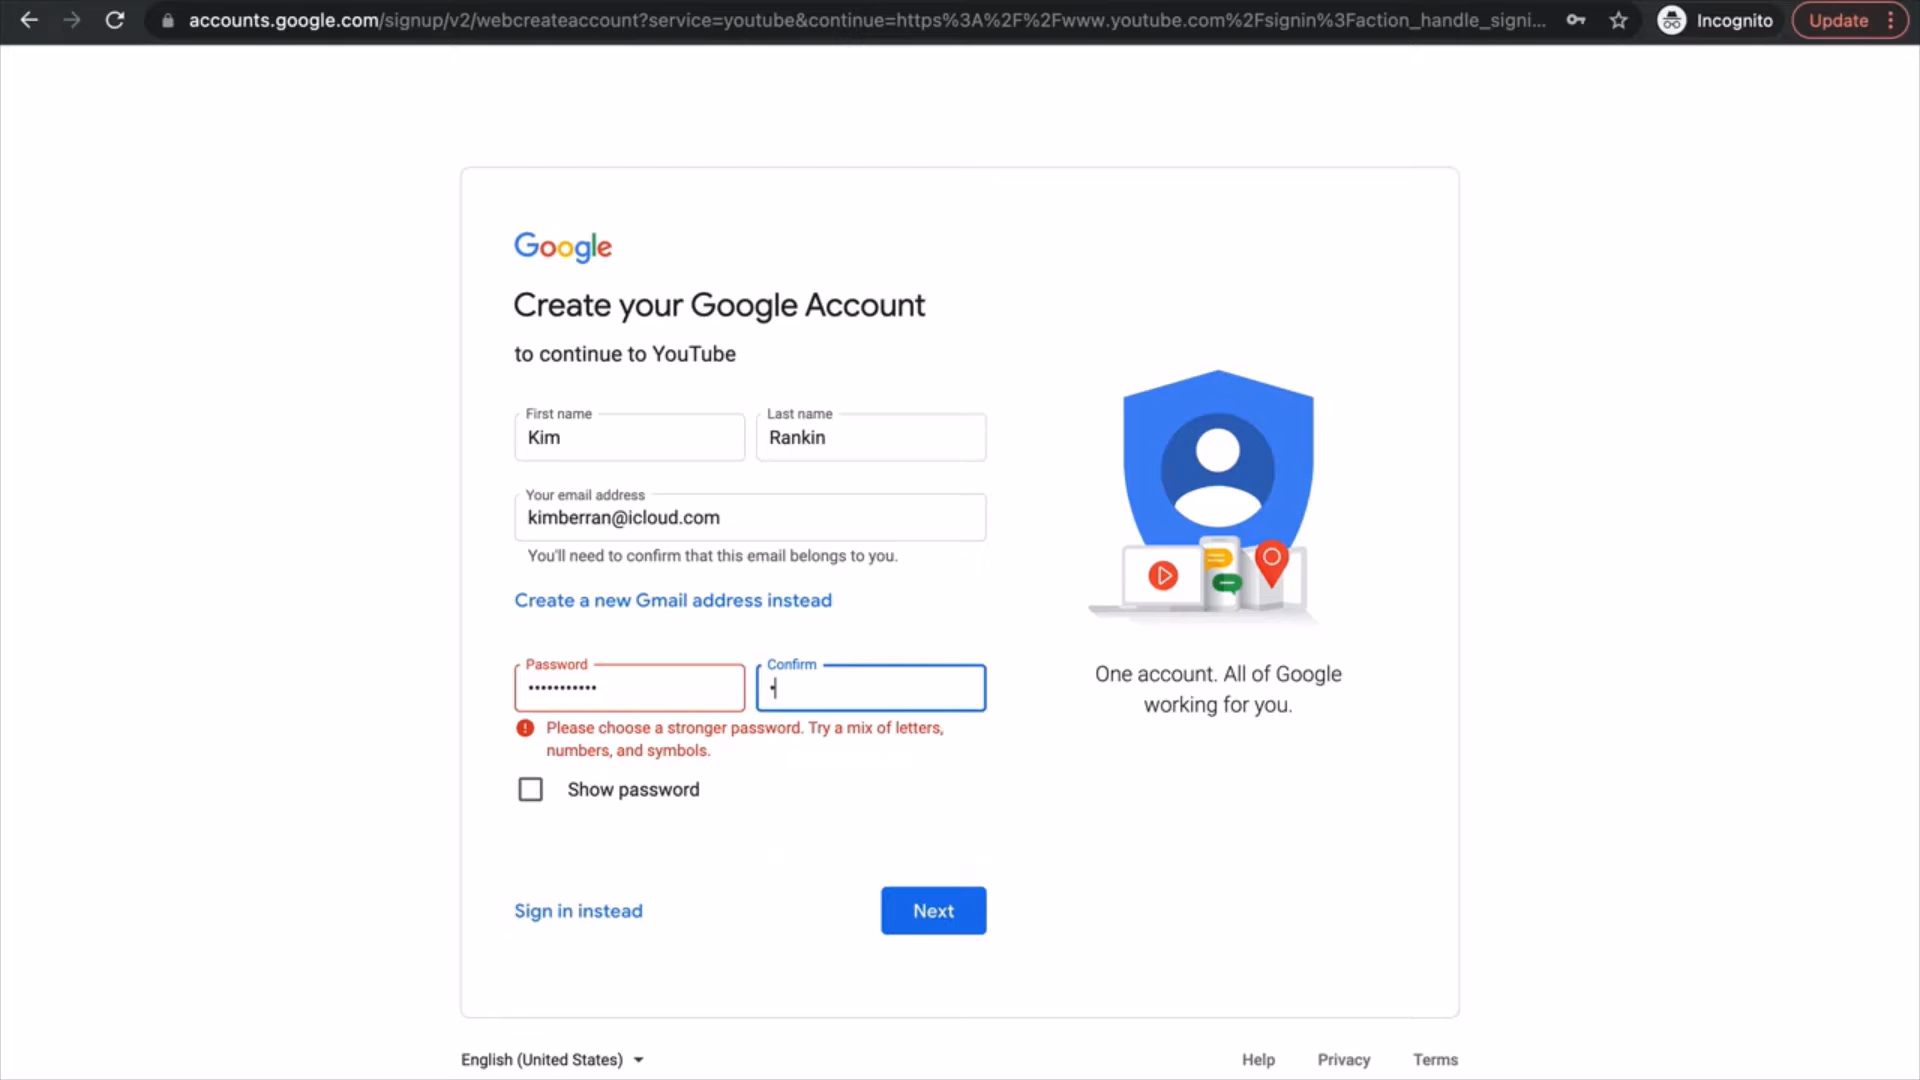 accounts.google.com/signup/v2/webcreateaccount?service=youtube&continue=https%3A%2F%2Fwww.youtube.com%2Fsignin%3Faction_handle_signi...
Incognito
Update
Google
Create your Google Account
to continue to YouTube
First name
Last name
Kim
Rankin
Your email address
kimberran@icloud.com
You'll need to confirm that this email belongs to you.
Create a new Gmail address instead
Password
Confirm
•••••••••••
•
Please choose a stronger password. Try a mix of letters,
numbers, and symbols.
Show password
One account. All of Google
working for you.
Sign in instead
Next
English (United States)
Help
Privacy
Terms